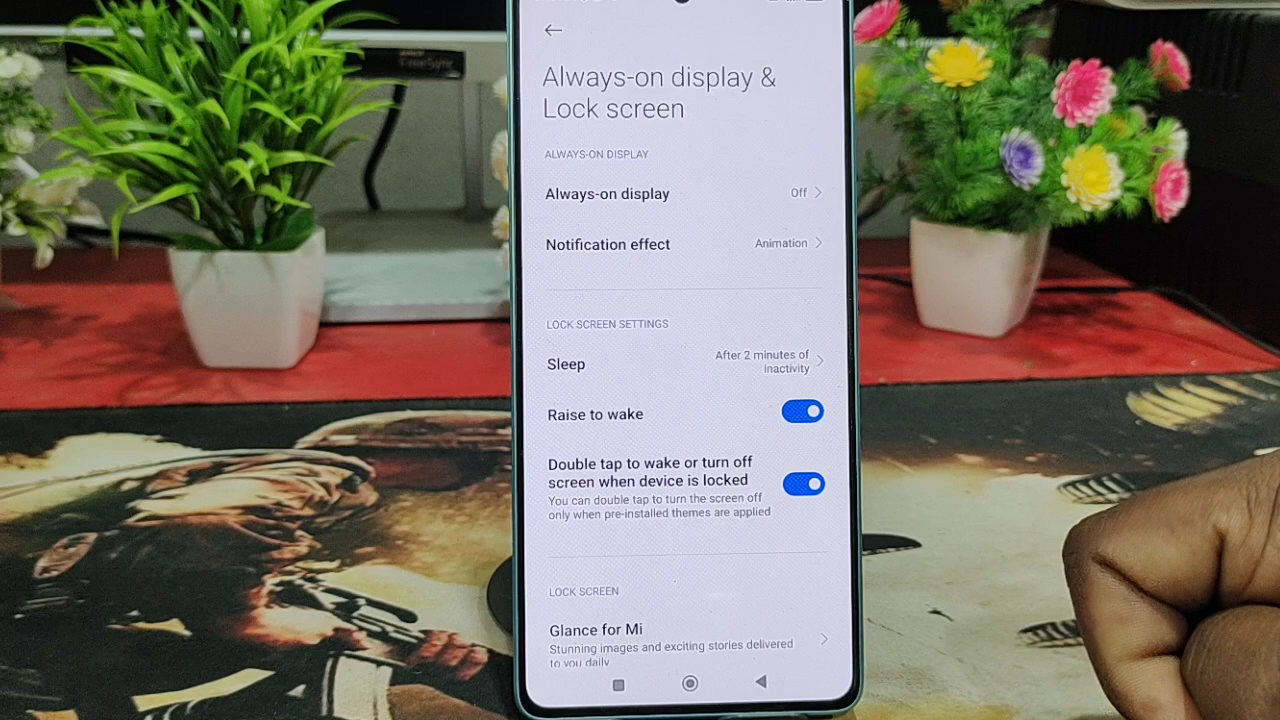 FreeSync
Always-on display &
Lock screen
ALWAYS-ON DISPLAY
Always-on display
Off
Notification effect
Animation
LOCK SCREEN SETTINGS
Sleep
After 2 minutes of
inactivity
Raise to wake
Double tap to wake or turn off
screen when device is locked
You can double tap to turn the screen off
only when pre-installed themes are applied
LOCK SCREEN
Glance for Mi
Stunning images and exciting stories delivered
to you daily